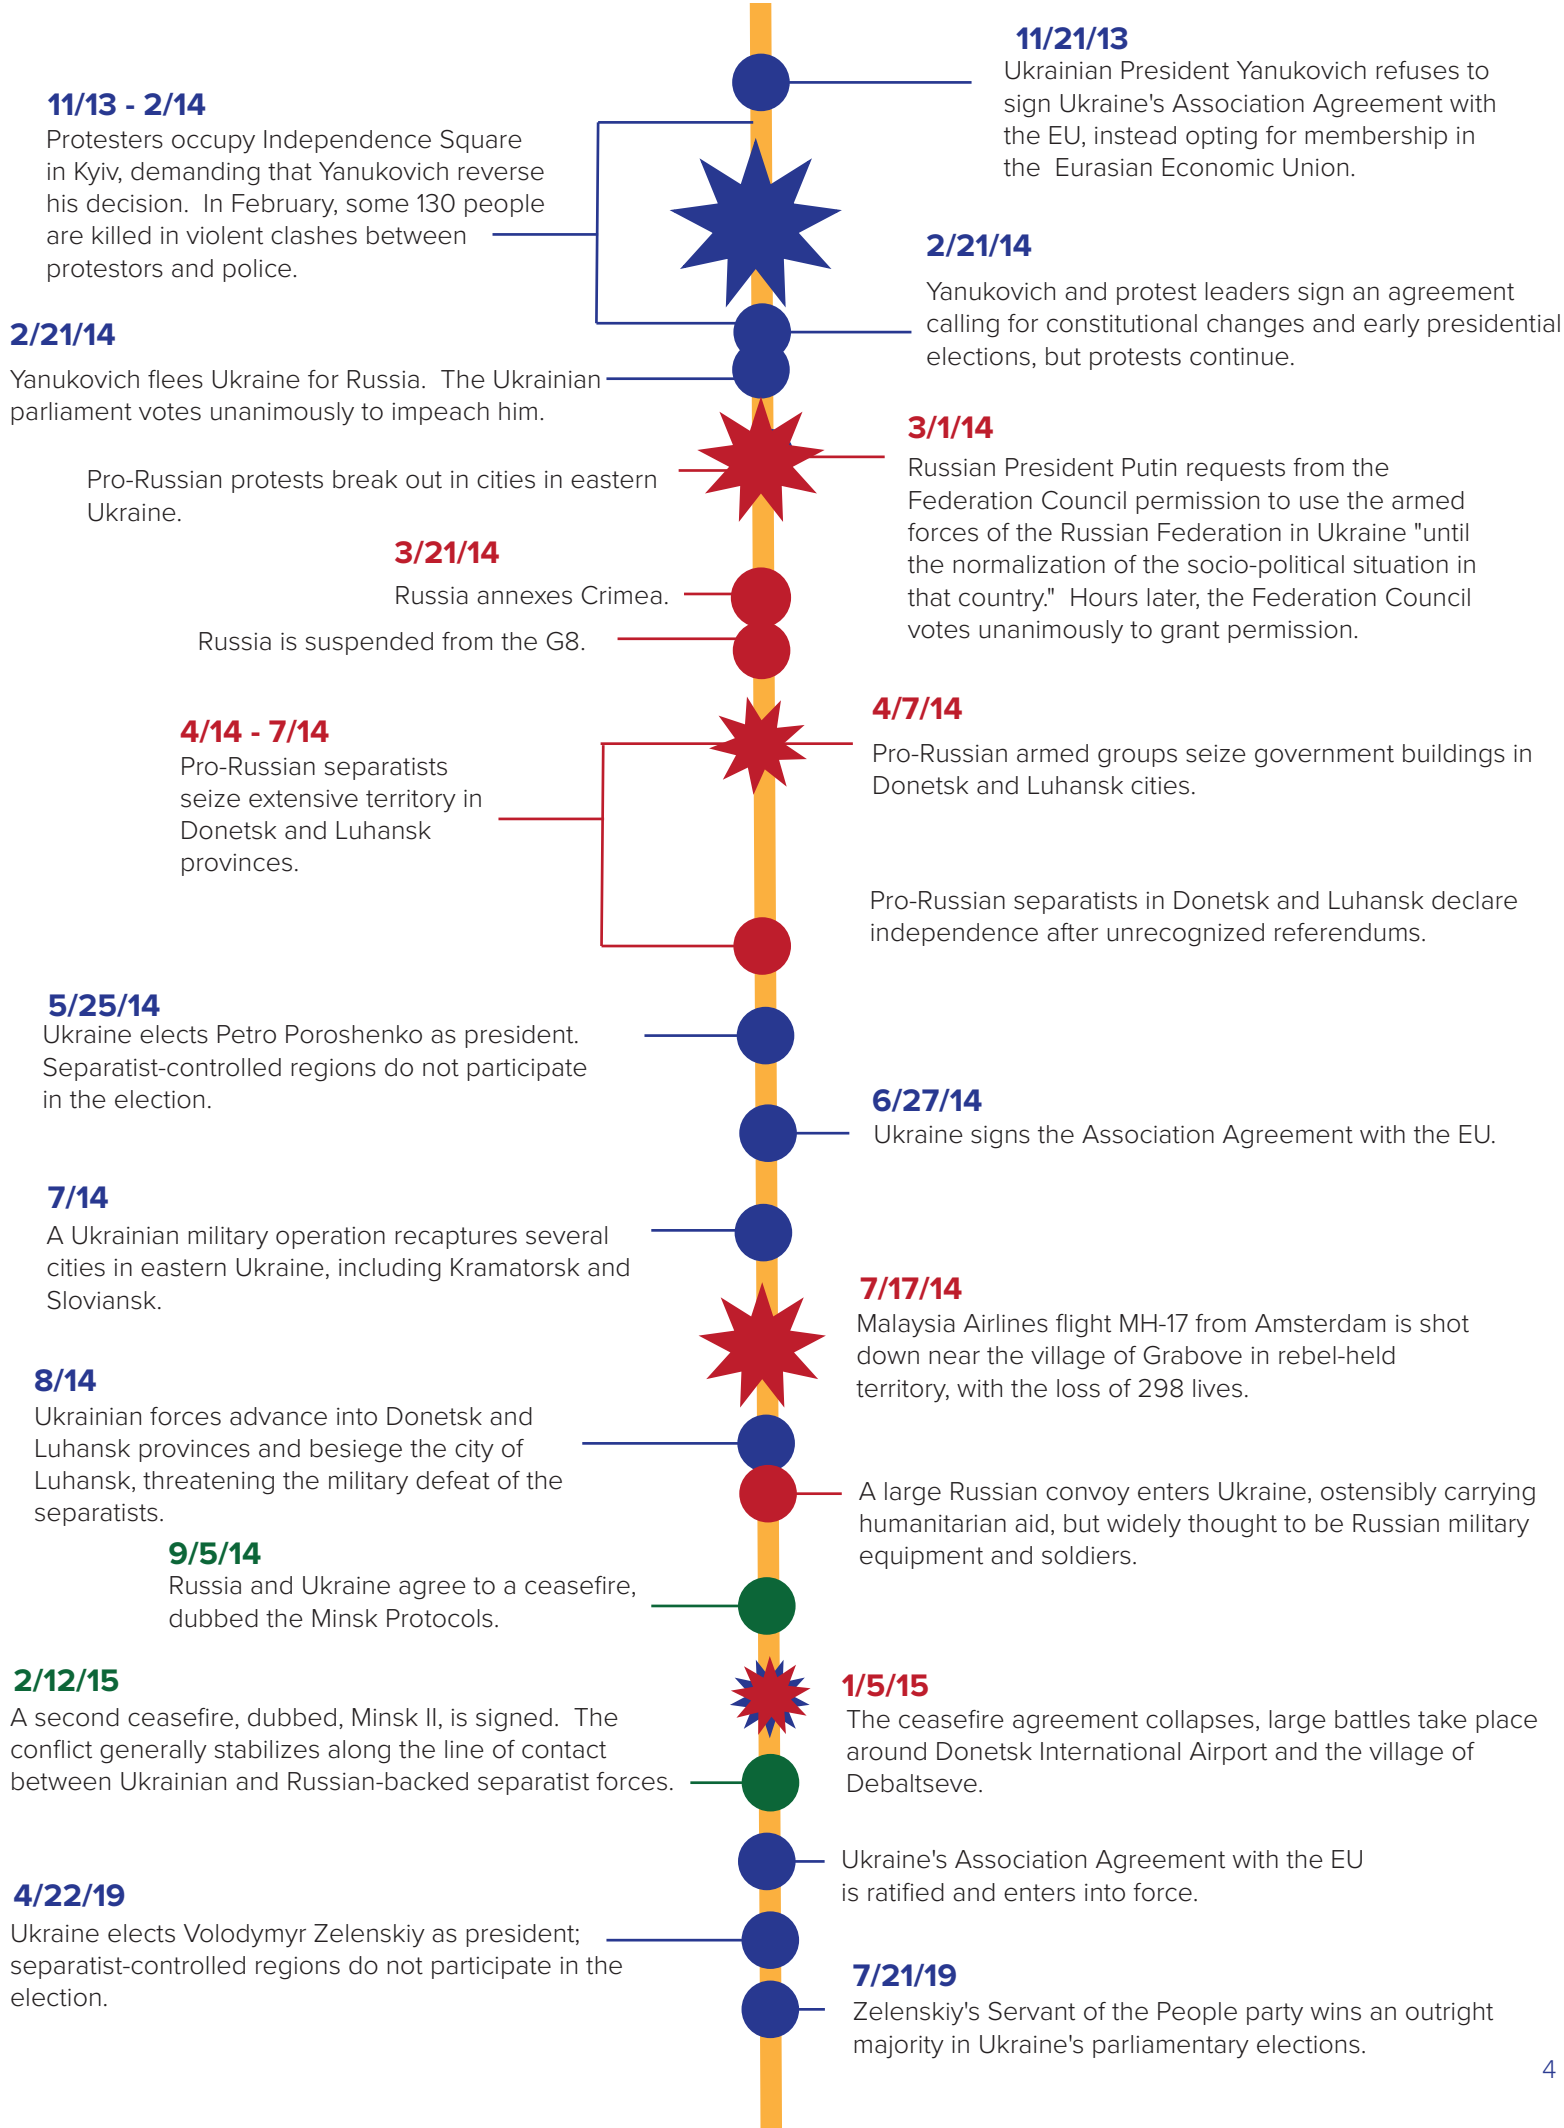 11/21/13
Ukrainian President Yanukovich refuses to
sign Ukraine's Association Agreement with
the EU, instead opting for membership in
the  Eurasian Economic Union.
11/13 - 2/14
Protesters occupy Independence Square
in Kyiv, demanding that Yanukovich reverse
his decision.  In February, some 130 people
are killed in violent clashes between
protestors and police.
2/21/14
Yanukovich and protest leaders sign an agreement
calling for constitutional changes and early presidential
elections, but protests continue.
2/21/14
Yanukovich flees Ukraine for Russia.  The Ukrainian
parliament votes unanimously to impeach him.
3/1/14
Russian President Putin requests from the
Federation Council permission to use the armed
forces of the Russian Federation in Ukraine "until
the normalization of the socio-political situation in
that country."  Hours later, the Federation Council
votes unanimously to grant permission.
Pro-Russian protests break out in cities in eastern
Ukraine.
3/21/14
Russia annexes Crimea.
Russia is suspended from the G8.
4/7/14
Pro-Russian armed groups seize government buildings in
Donetsk and Luhansk cities.
4/14 - 7/14
Pro-Russian separatists
seize extensive territory in
Donetsk and Luhansk
provinces.
Pro-Russian separatists in Donetsk and Luhansk declare
independence after unrecognized referendums.
5/25/14
Ukraine elects Petro Poroshenko as president.
Separatist-controlled regions do not participate
in the election.
6/27/14
Ukraine signs the Association Agreement with the EU.
7/14
A Ukrainian military operation recaptures several
cities in eastern Ukraine, including Kramatorsk and
Sloviansk.
7/17/14
Malaysia Airlines flight MH-17 from Amsterdam is shot
down near the village of Grabove in rebel-held
territory, with the loss of 298 lives.
8/14
Ukrainian forces advance into Donetsk and
Luhansk provinces and besiege the city of
Luhansk, threatening the military defeat of the
separatists.
A large Russian convoy enters Ukraine, ostensibly carrying
humanitarian aid, but widely thought to be Russian military
equipment and soldiers.
9/5/14
Russia and Ukraine agree to a ceasefire,
dubbed the Minsk Protocols.
1/5/15
The ceasefire agreement collapses, large battles take place
around Donetsk International Airport and the village of
Debaltseve.
2/12/15
A second ceasefire, dubbed, Minsk II, is signed.  The
conflict generally stabilizes along the line of contact
between Ukrainian and Russian-backed separatist forces.
Ukraine's Association Agreement with the EU
is ratified and enters into force.
4/22/19
Ukraine elects Volodymyr Zelenskiy as president;
separatist-controlled regions do not participate in the
election.
7/21/19
Zelenskiy's Servant of the People party wins an outright
majority in Ukraine's parliamentary elections.
4